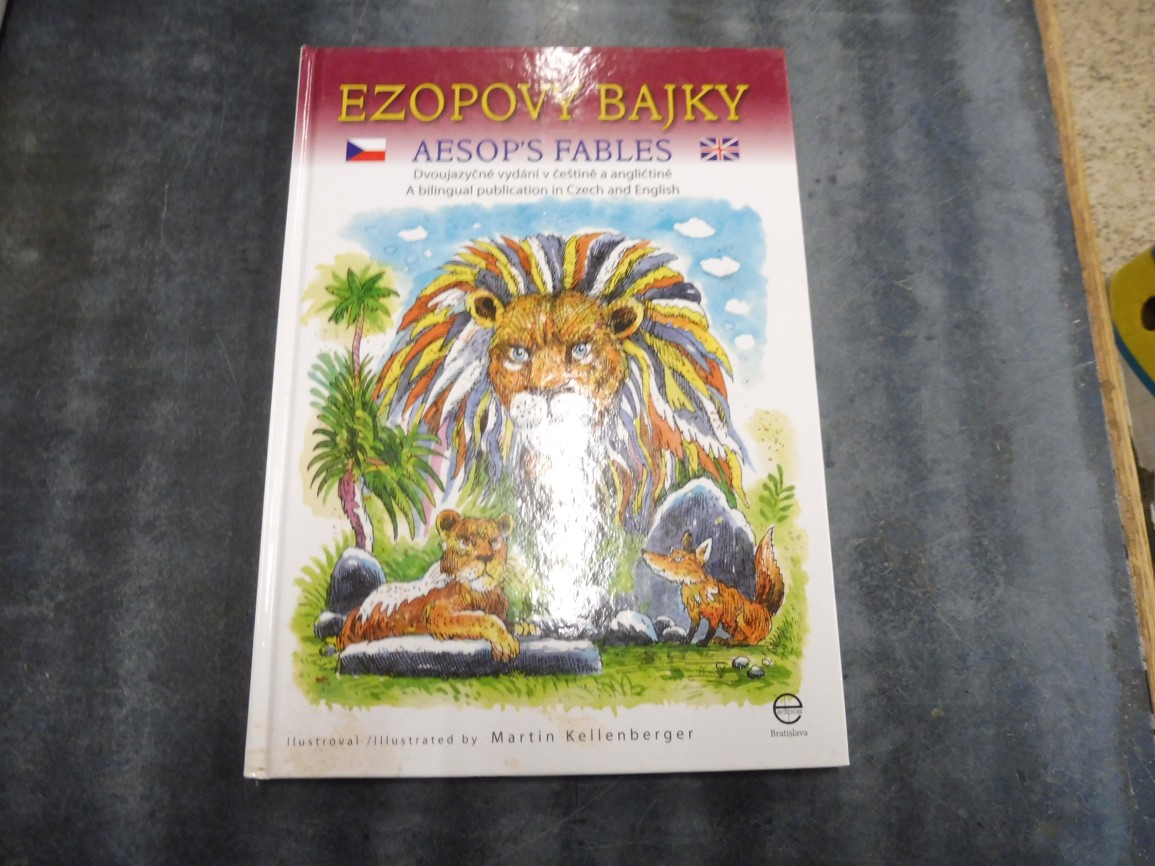 EZOPOVY BAJKY
AESOP'S FABLES
Dvoujazyčné vydání v češtině a angličtině
A bilingual publication in Czech and English
Ilustroval /Illustrated by Martin Kellenberger
edipos
Bratislava